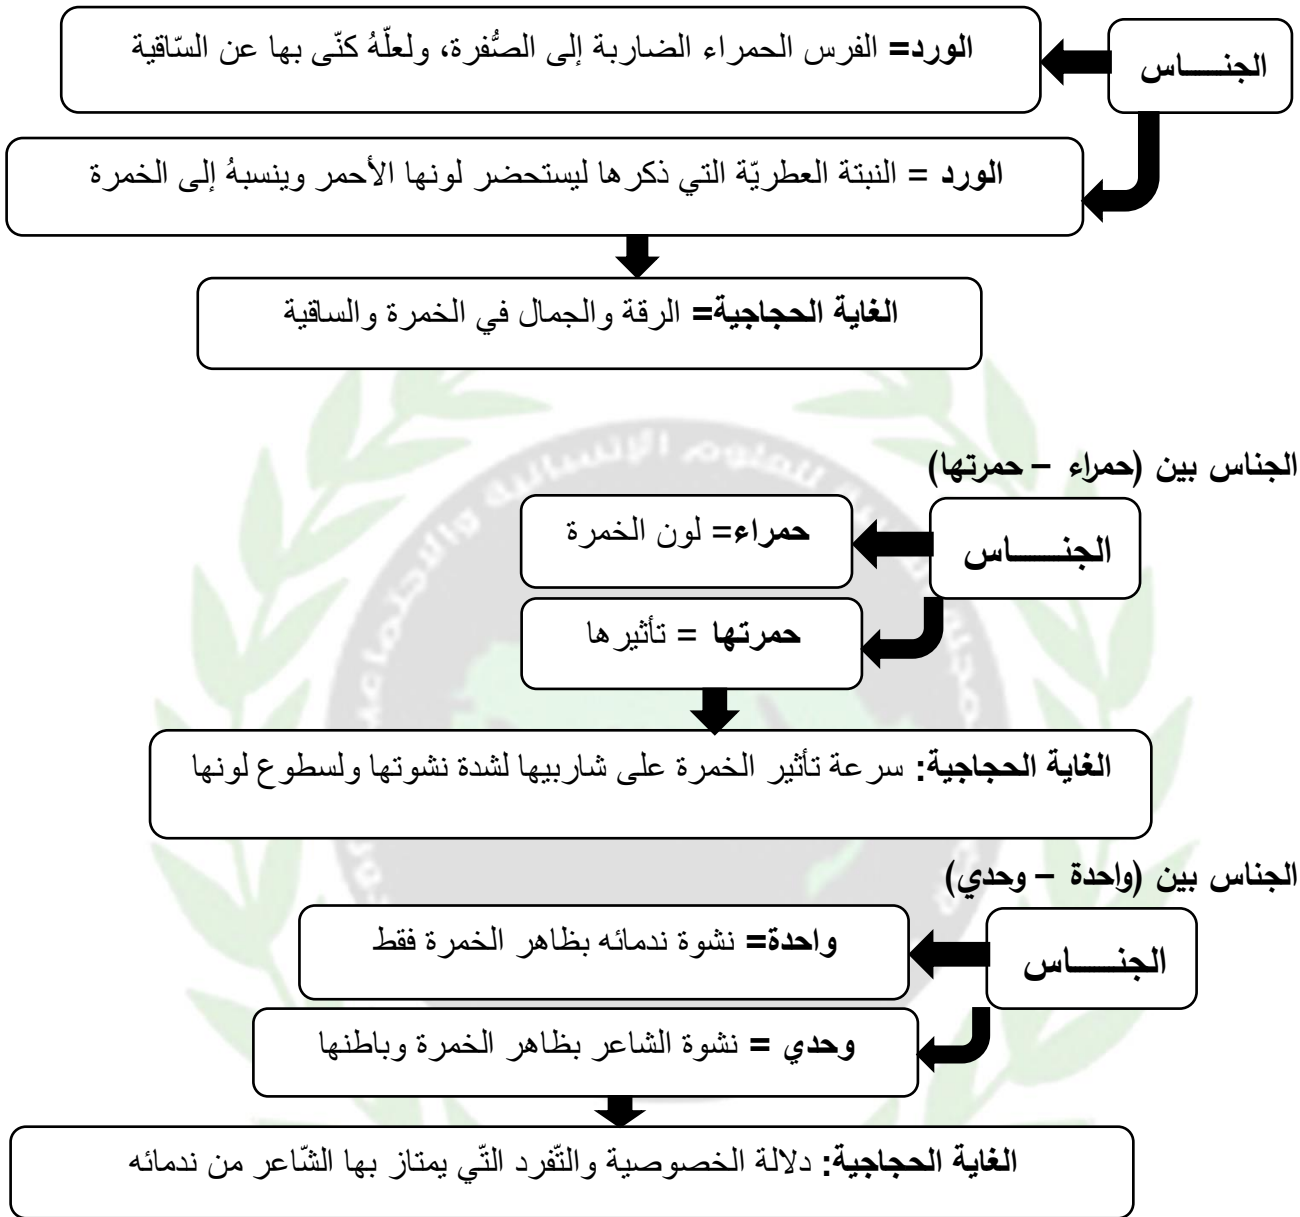 الجنـــــاس
الورد= الفرس الحمراء الضاربة إلى الصُّفرة، ولعلّهُ كنّى بها عن السّاقية
الورد = النبتة العطريّة التي ذكرها ليستحضر لونها الأحمر وينسبهُ إلى الخمرة
الغاية الحجاجية= الرقة والجمال في الخمرة والساقية
الجناس بين (حمراء – حمرتها)
الجنـــــاس
حمراء= لون الخمرة
حمرتها = تأثيرها
الغاية الحجاجية: سرعة تأثير الخمرة على شاربيها لشدة نشوتها ولسطوع لونها
الجناس بين (واحدة – وحدي)
الجنـــــاس
واحدة= نشوة ندمائه بظاهر الخمرة فقط
وحدي = نشوة الشاعر بظاهر الخمرة وباطنها
الغاية الحجاجية: دلالة الخصوصية والتّفرد التّي يمتاز بها الشّاعر من ندمائه